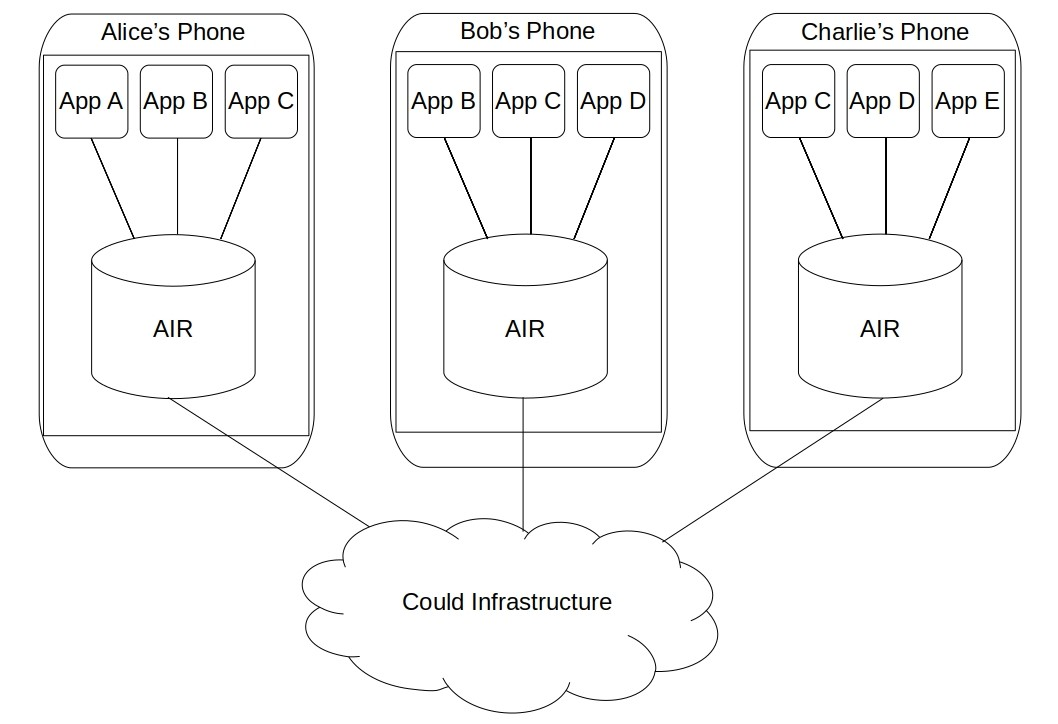 Alice’s Phone
App A
App B
App C
AIR
Bob’s Phone
App B
App C
App D
AIR
Charlie’s Phone
App C
App D
App E
AIR
Could Infrastructure